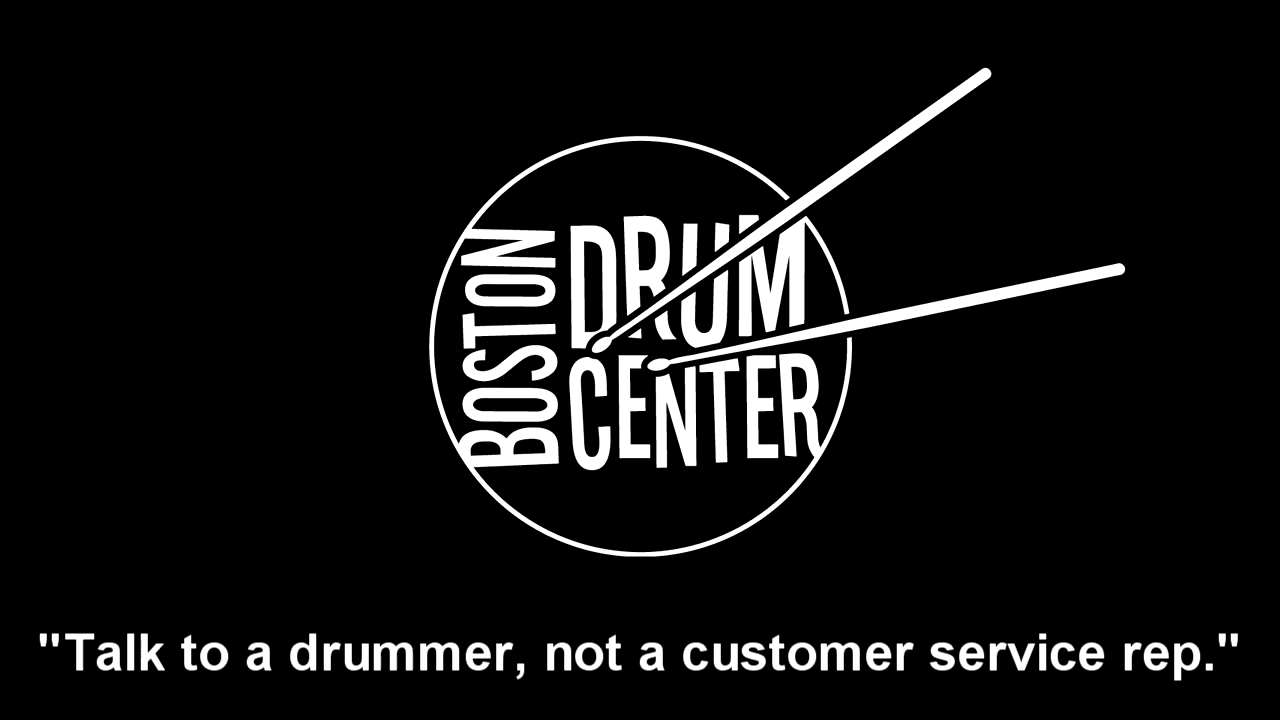 BOSTON
DRUM
CENTER
"Talk to a drummer, not a customer service rep."